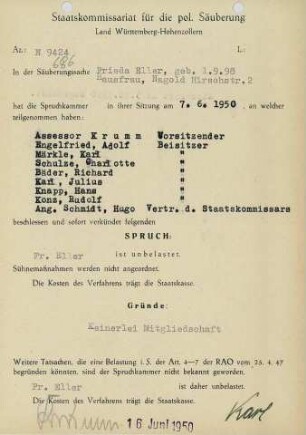 Staatskommissariat für die pol. Säuberung
Land Württemberg-Hohenzollern
Az.: N 9424 L:
686
In der Säuberungssache Frieda Eller, geb. 1.9.98
Hausfrau, Nagold Hirschstr.2
hat die Spruchkammer in ihrer Sitzung am 7.6.1950, an welcher
teilgenommen haben:
Assessor Krumm Vorsitzender
Engelfried, Adolf Beisitzer
Märkle, Karl "
Schulze, Charlotte "
Bäder, Richard "
Karl, Julius "
Knapp, Hans "
Konz, Rudolf "
Ang. Schmidt, Hugo Vertr. d. Staatskommissars
beschlossen und sofort verkündet folgenden
SPRUCH:
Fr. Eller ist unbelastet.
Sühnemaßnahmen werden nicht angeordnet.
Die Kosten des Verfahrens trägt die Staatskasse.
Gründe:
Keinerlei Mitgliedschaft
Weitere Tatsachen, die eine Belastung i. S. der Art. 4-7 der RAO vom 26. 4. 47
begründen könnten, sind der Spruchkammer nicht bekannt geworden.
Fr. Eller ist daher unbelastet.
Die Kosten des Verfahrens trägt die Staatskasse.
Krumm 16 Juni 1950 Karl